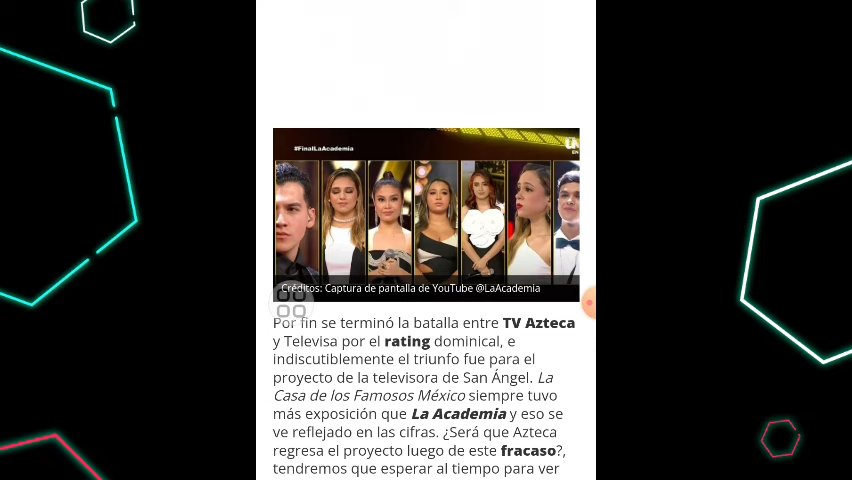 #FinalLaAcademia
EN
Créditos: Captura de pantalla de YouTube @LaAcademia
Por fin se terminó la batalla entre TV Azteca
y Televisa por el rating dominical, e
indiscutiblemente el triunfo fue para el
proyecto de la televisora de San Ángel. La
Casa de los Famosos México siempre tuvo
más exposición que La Academia y eso se
ve reflejado en las cifras. ¿Será que Azteca
regresa el proyecto luego de este fracaso?,
tendremos que esperar al tiempo para ver